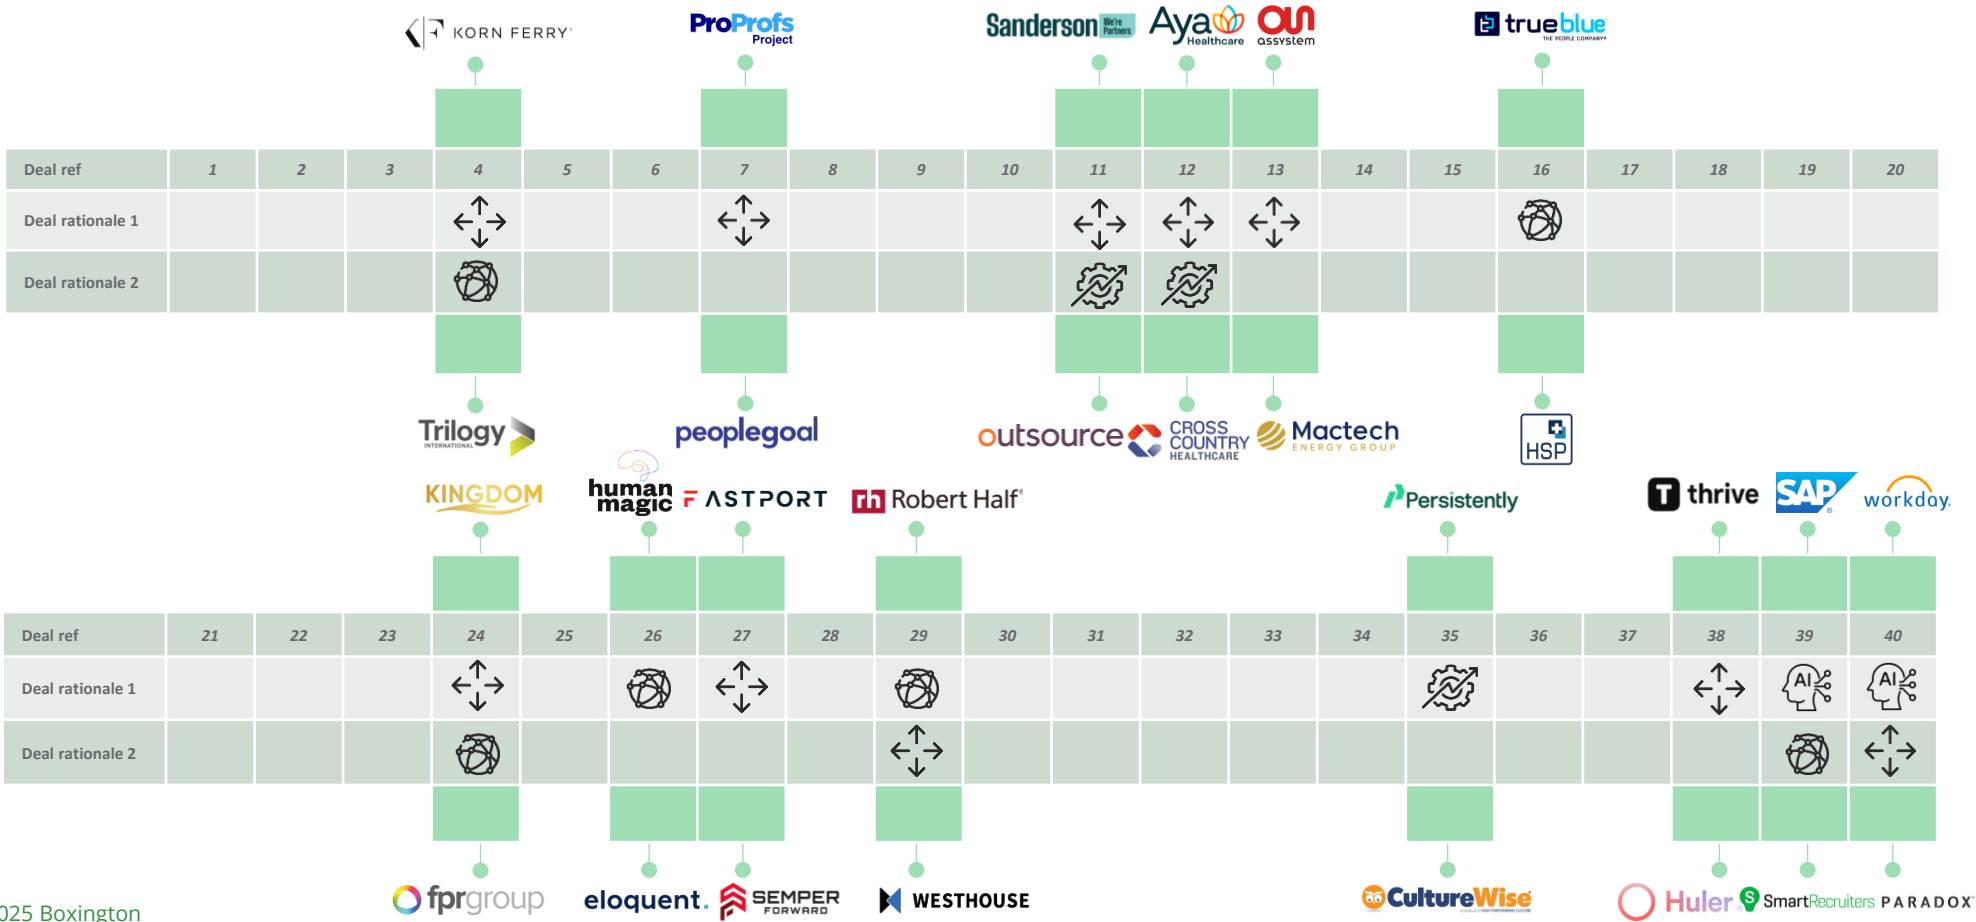 KORN FERRY
ProProfs
Project
Sanderson We're Partners
Aya
Healthcare
assystem
trueblue
THE PEOPLE COMPANY®
Deal ref 1 2 3 4 5 6 7 8 9 10 11 12 13 14 15 16 17 18 19 20
Deal rationale 1
Deal rationale 2
Trilogy
INTERNATIONAL
peoplegoal
outsource
CROSS
COUNTRY
HEALTHCARE
Mactech
ENERGY GROUP
HSP
KINGDOM
human
magic
FASTPORT
rh Robert Half®
Persistently
T thrive
SAP®
workday.
Deal ref 21 22 23 24 25 26 27 28 29 30 31 32 33 34 35 36 37 38 39 40
Deal rationale 1
AI AI
Deal rationale 2
fprgroup
eloquent.
SEMPER
FORWARD
WESTHOUSE
CultureWise
Huler
S SmartRecruiters
PARADOX
025 Boxington